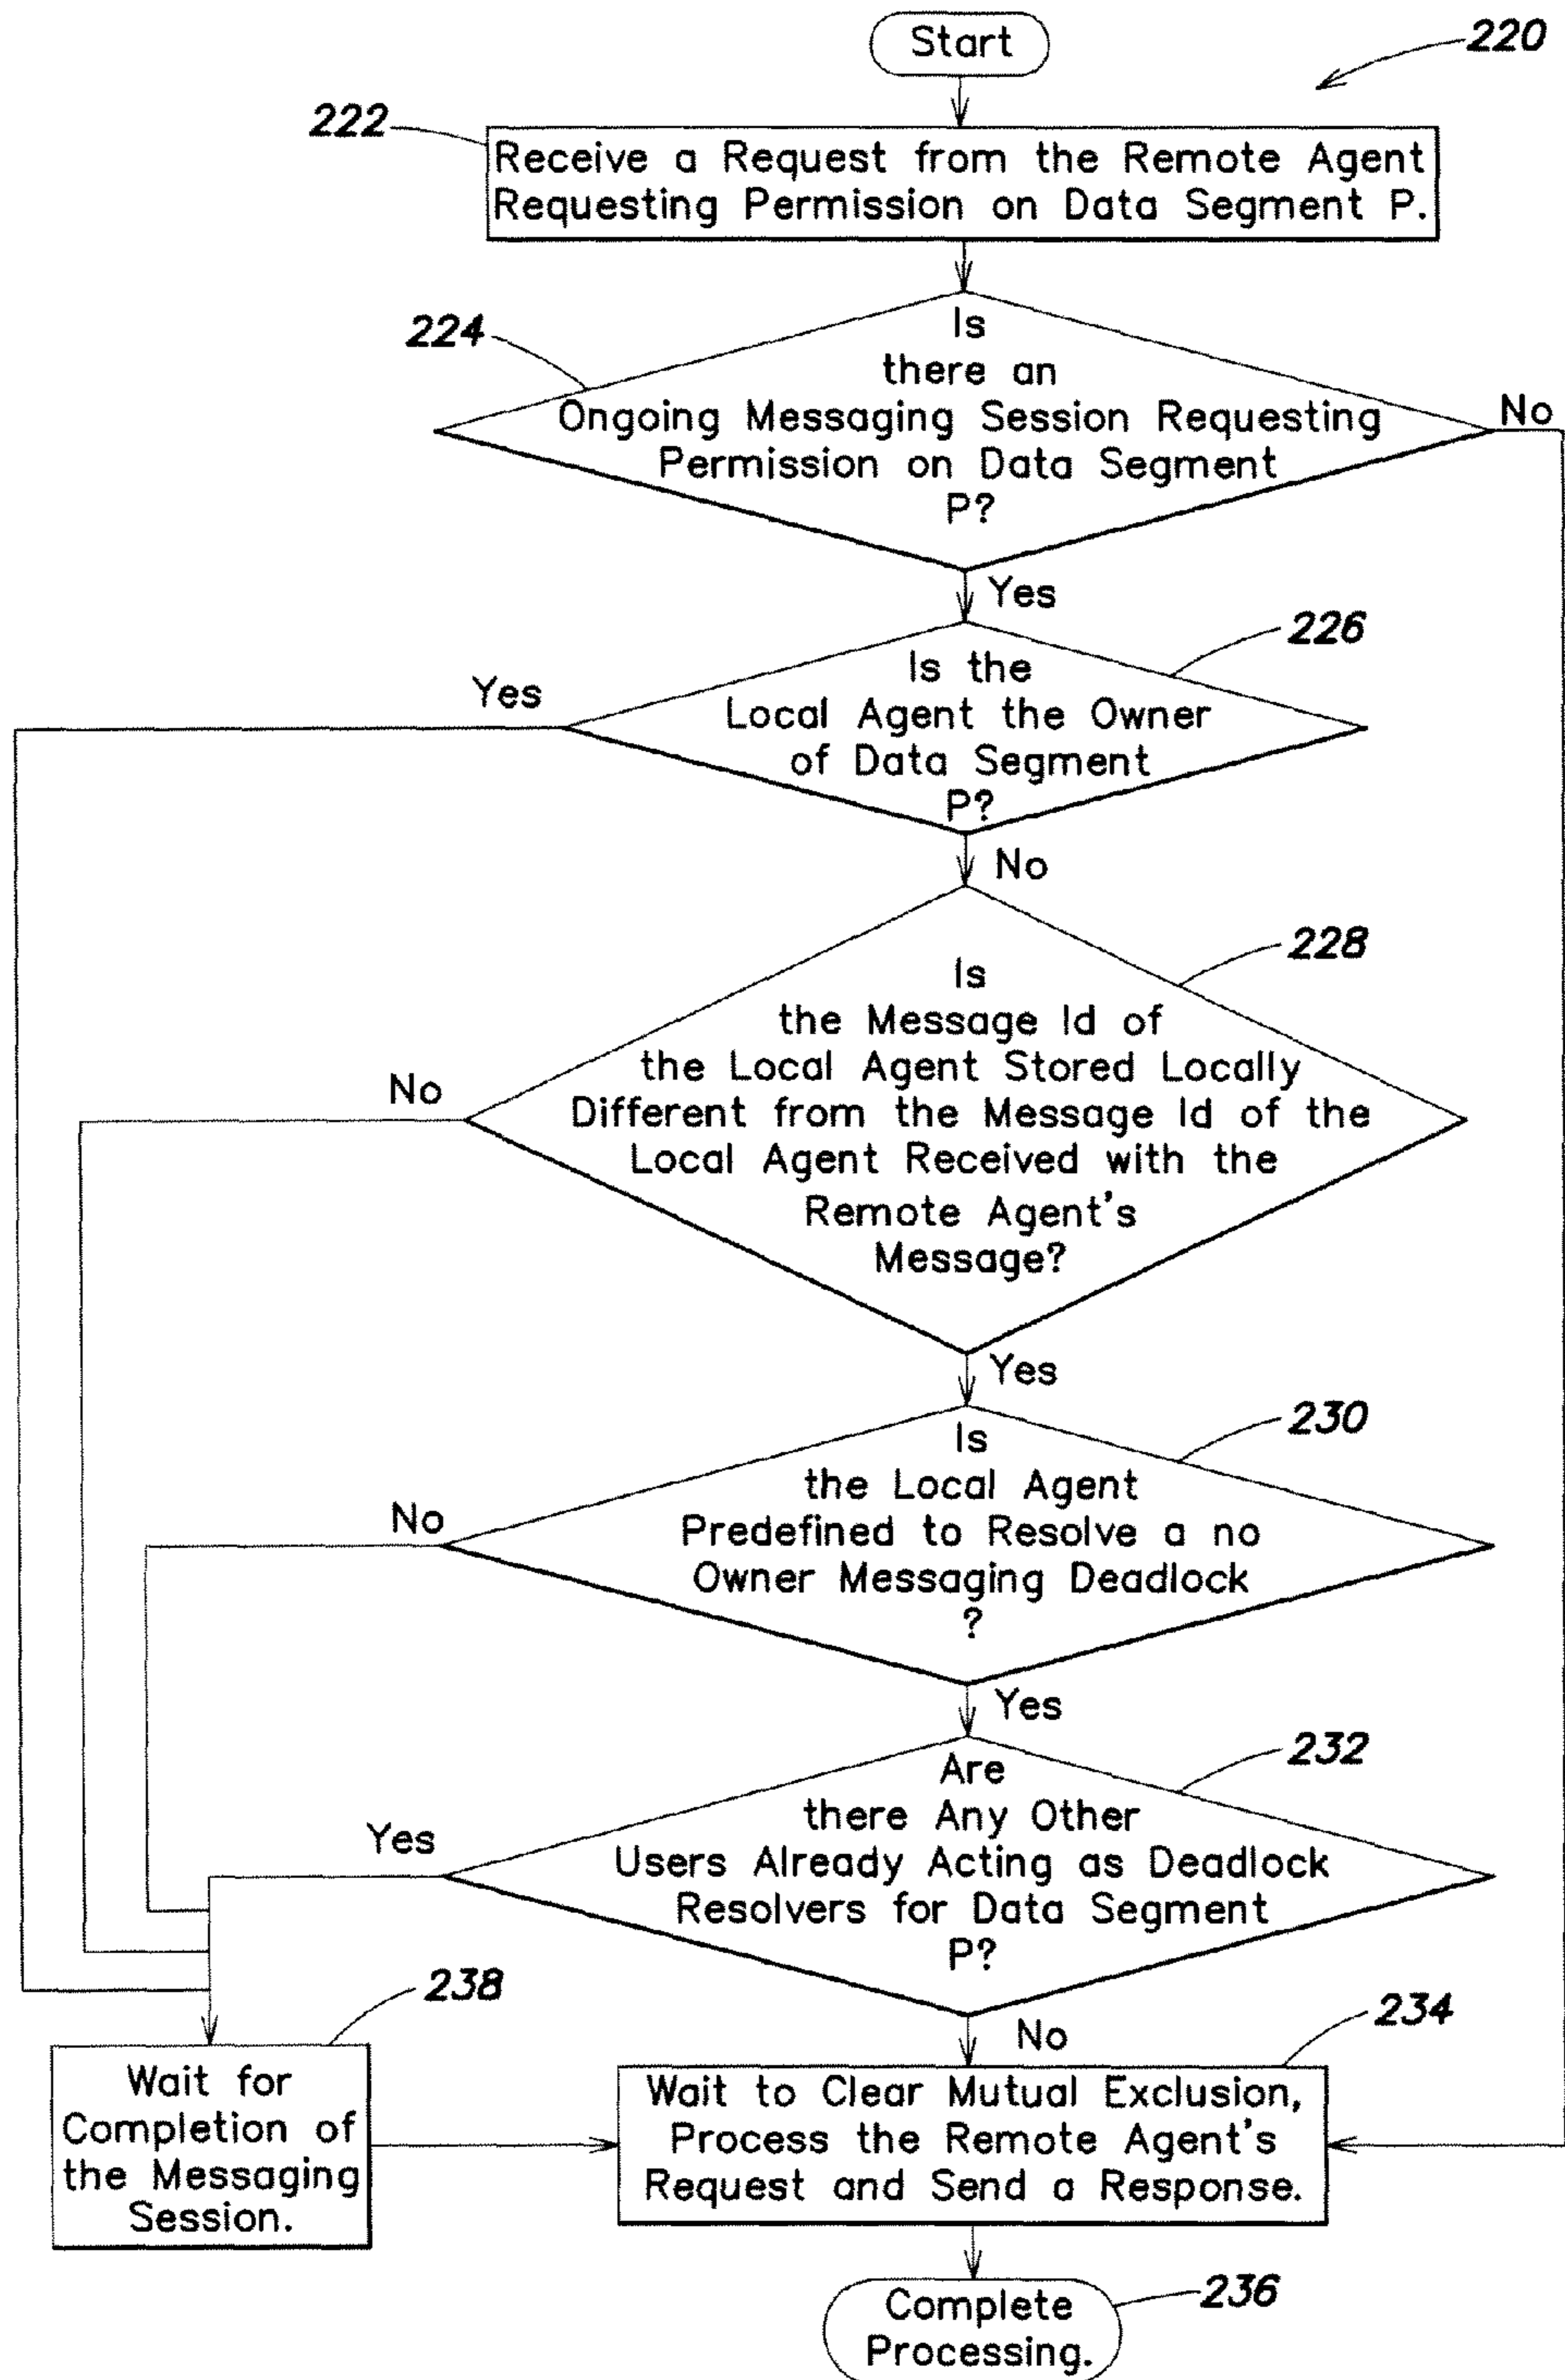 Start
220
222
Receive a Request from the Remote Agent
Requesting Permission on Data Segment P.
224
Is
there an
Ongoing Messaging Session Requesting
Permission on Data Segment
P?
No
Yes
226
Is the
Local Agent the Owner
of Data Segment
P?
Yes
No
228
Is
the Message Id of
the Local Agent Stored Locally
Different from the Message Id of the
Local Agent Received with the
Remote Agent's
Message?
No
Yes
230
Is
the Local Agent
Predefined to Resolve a no
Owner Messaging Deadlock
?
No
Yes
232
Are
there Any Other
Users Already Acting as Deadlock
Resolvers for Data Segment
P?
Yes
No
238
Wait for
Completion of
the Messaging
Session.
234
Wait to Clear Mutual Exclusion,
Process the Remote Agent's
Request and Send a Response.
236
Complete
Processing.